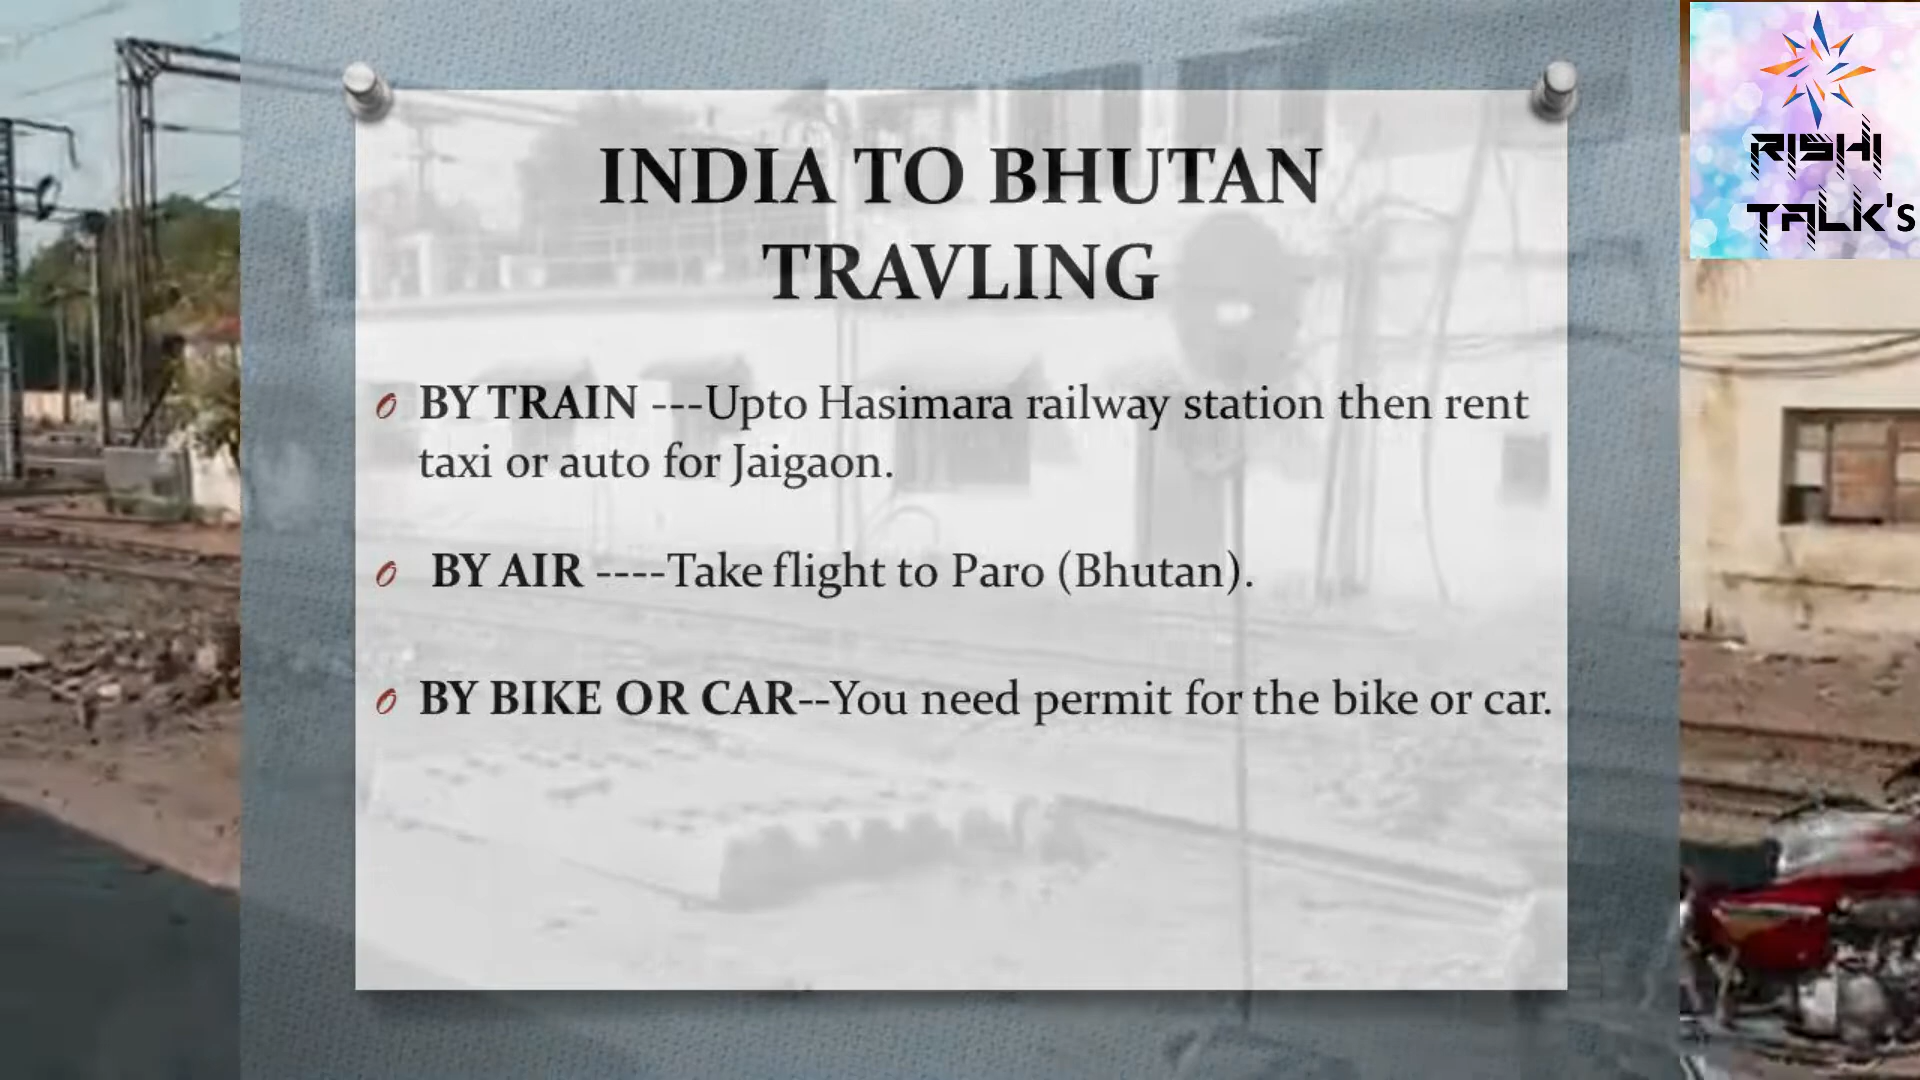 INDIA TO BHUTAN
TRAVLING
BY TRAIN ---Upto Hasimara railway station then rent
taxi or auto for Jaigaon.
BY AIR ----Take flight to Paro (Bhutan).
BY BIKE OR CAR--You need permit for the bike or car.
RISHI
TALK's